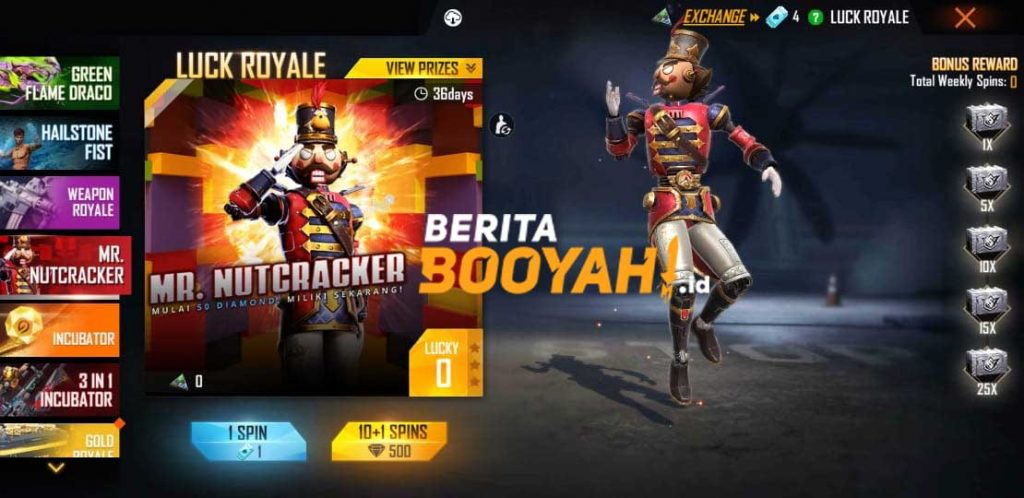 EXCHANGE
4
?
LUCK ROYALE
BONUS REWARD
Total Weekly Spins: 0
GREEN
FLAME DRACO
HAILSTONE
FIST
WEAPON
ROYALE
MR.
NUTCRACKER
INCUBATOR
3 IN 1
INCUBATOR
GOLD
ROYALE
LUCK ROYALE
VIEW PRIZES
36days
MR. NUTCRACKER
MULAI 50 DIAMOND, MILIKI SEKARANG!
LUCKY
0
0
1 SPIN
1
10+1 SPINS
500
BERITA
BOOYAH!
.id
1X
5X
10X
15X
25X